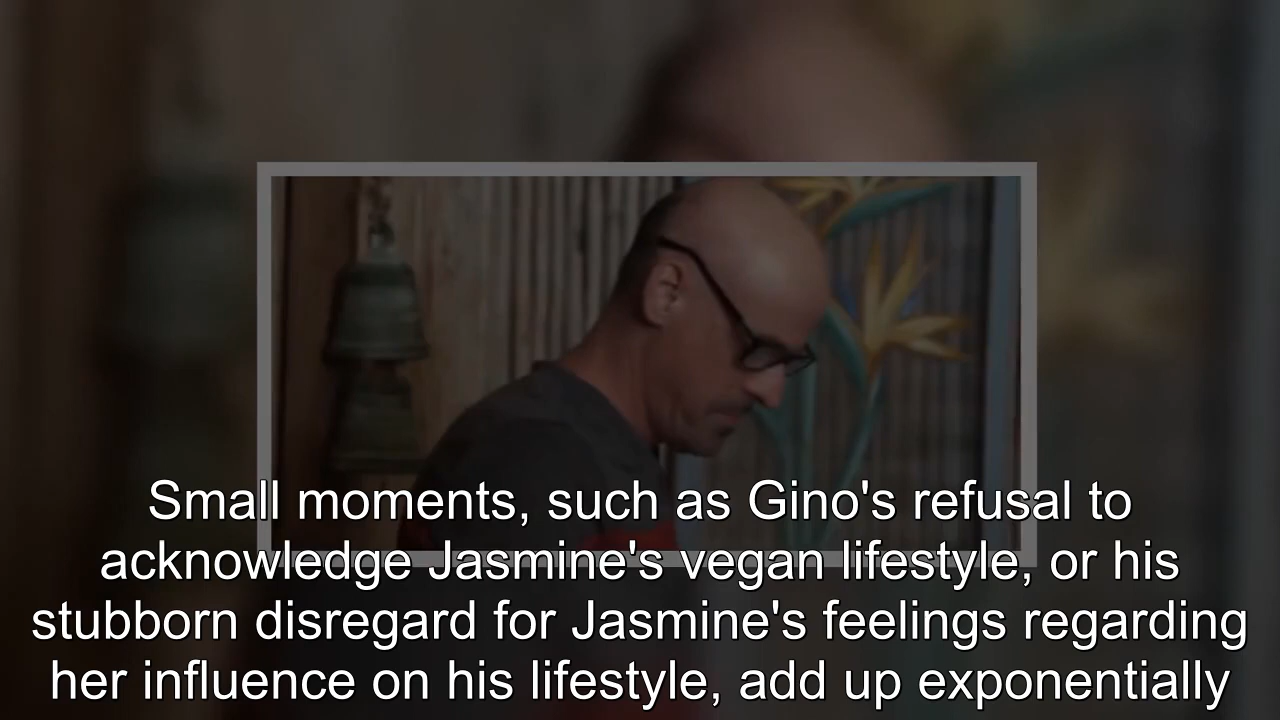 Small moments, such as Gino's refusal to
acknowledge Jasmine's vegan lifestyle, or his
stubborn disregard for Jasmine's feelings regarding
her influence on his lifestyle, add up exponentially